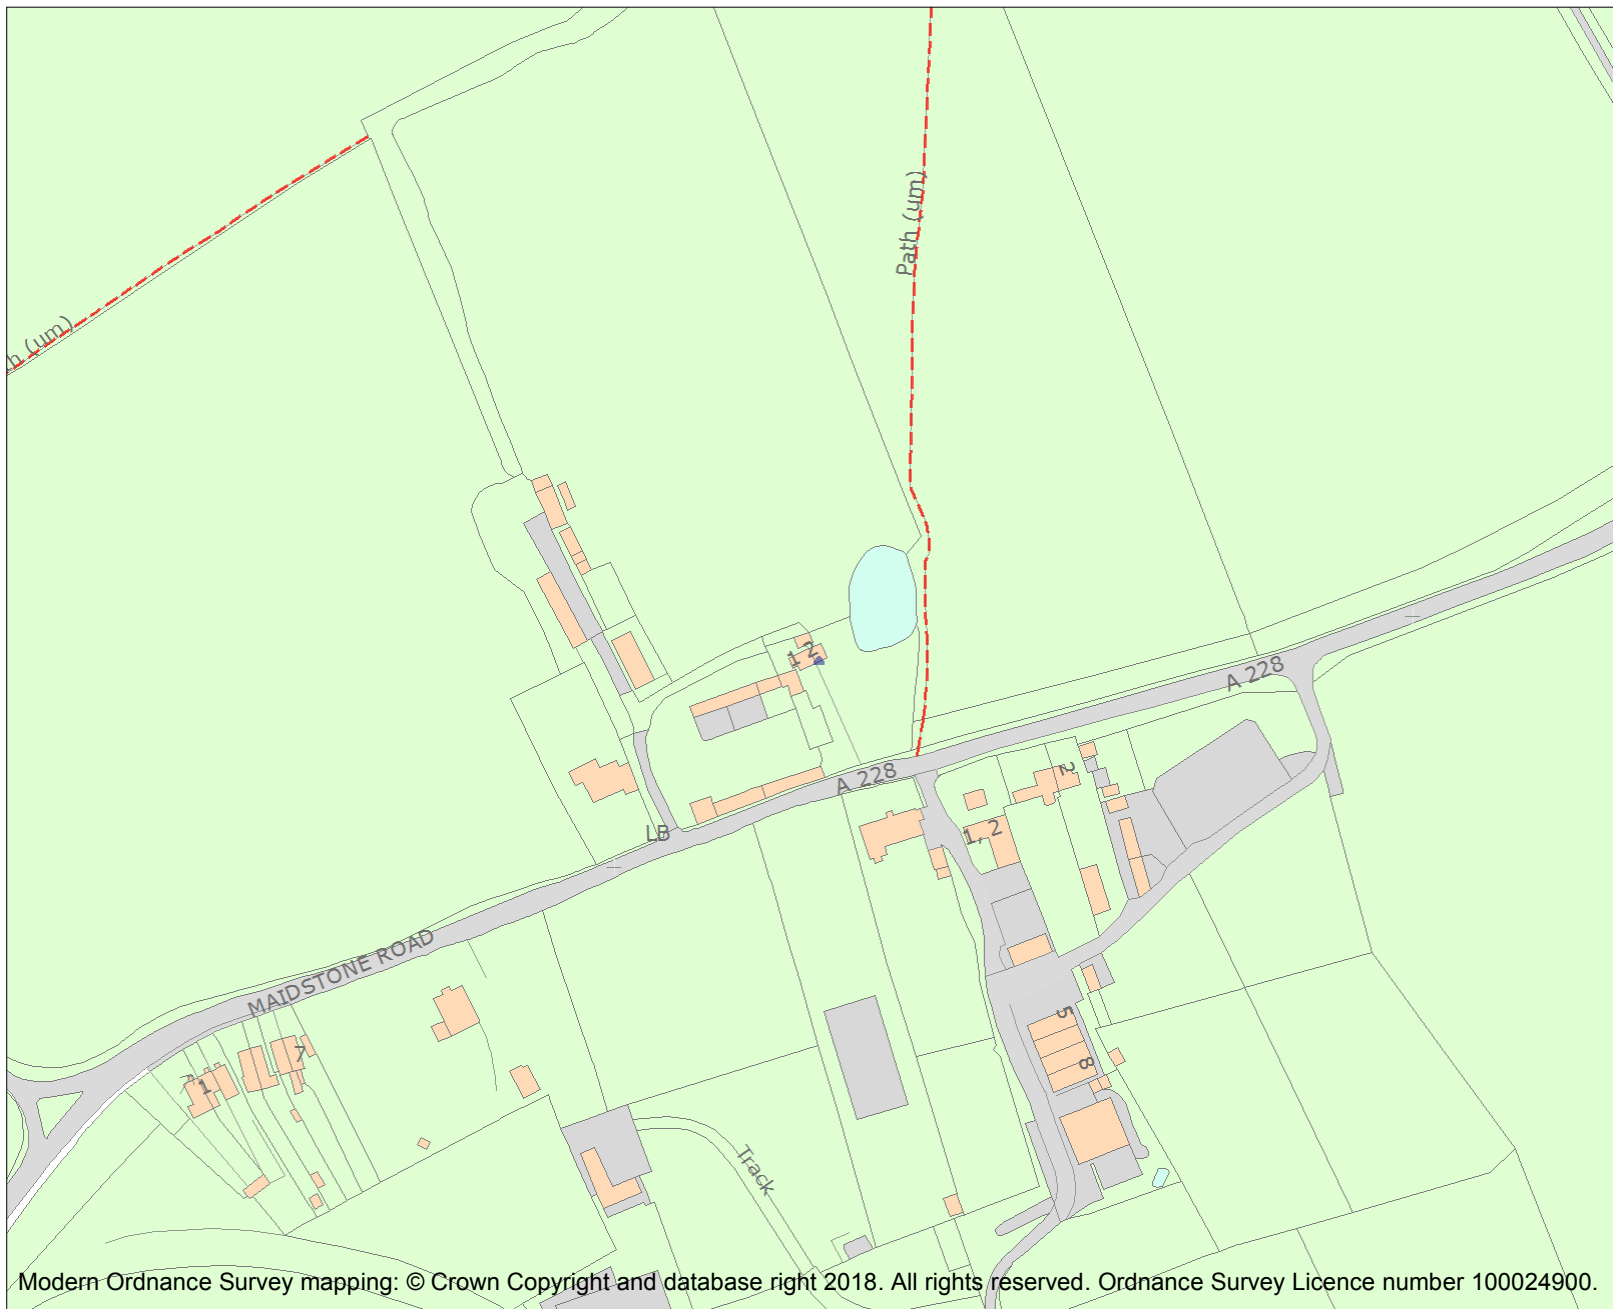 Path (um)
h (um)
1 2
A 228
A 228
2
1, 2
LB
MAIDSTONE ROAD
5
7
8
1
Track
Modern Ordnance Survey mapping: © Crown Copyright and database right 2018. All rights reserved. Ordnance Survey Licence number 100024900.